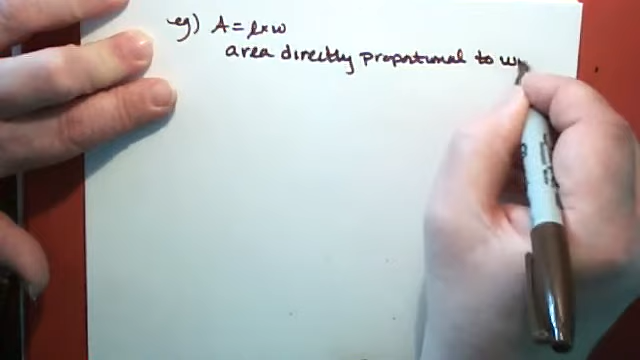 eg) A = l × w
area directly proportional to w